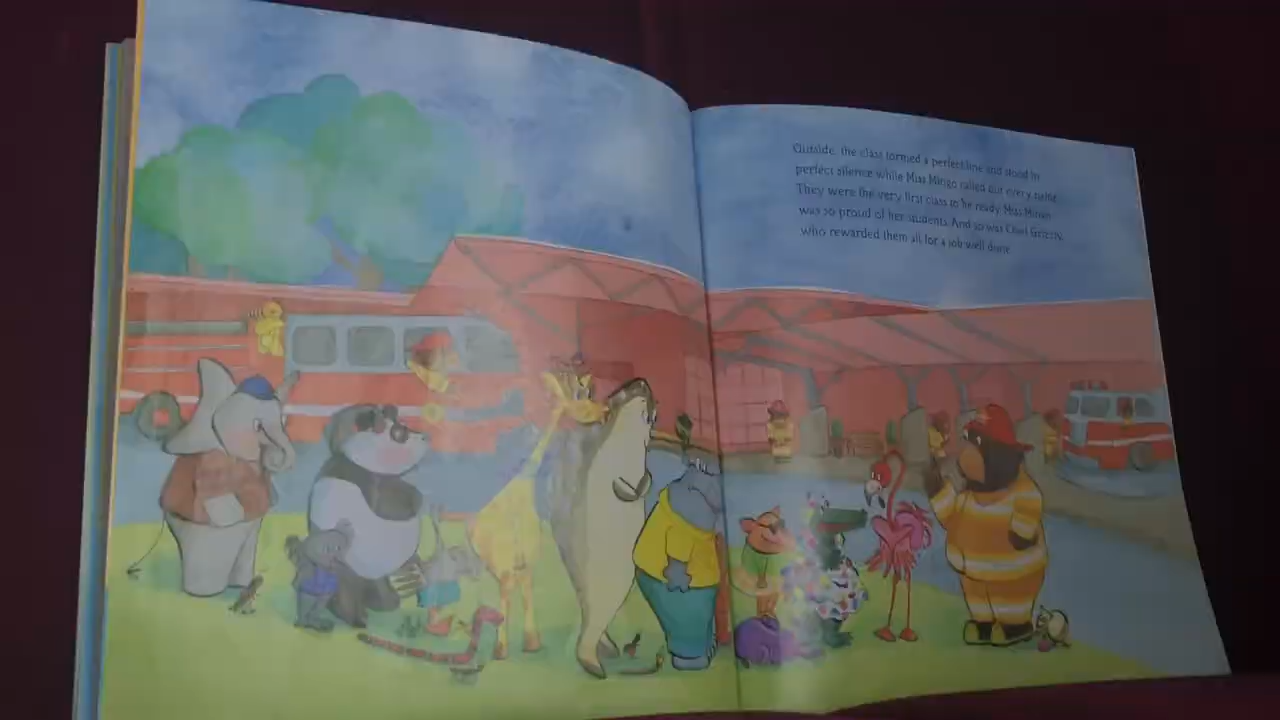 Outside, the class formed a perfect line and stood in
perfect silence while Miss Mingo called out every name.
They were the very first class to be ready. Miss Mingo
was so proud of her students. And so was Chief Grizzly,
who rewarded them all for a job well done.